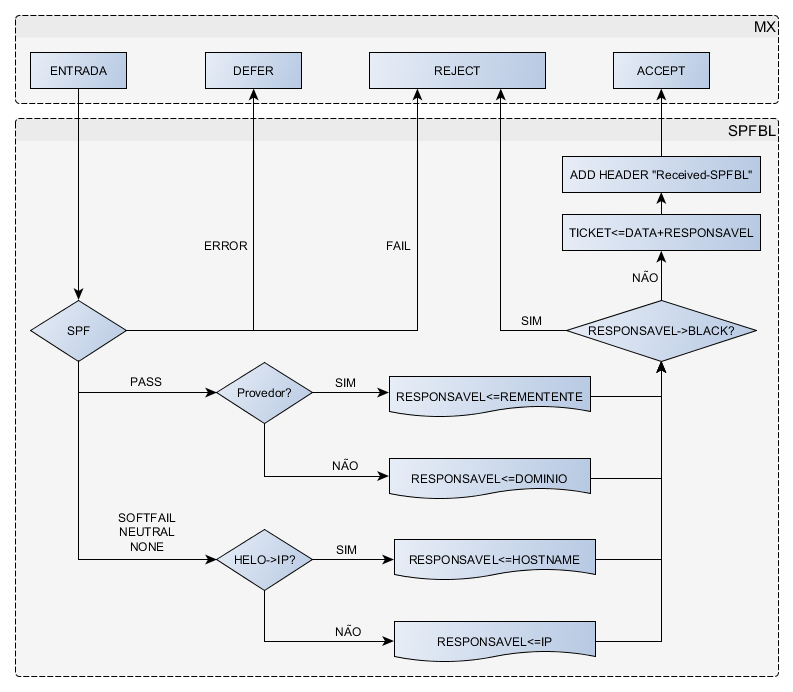 MX
ENTRADA
DEFER
REJECT
ACCEPT
SPFBL
ADD HEADER "Received-SPFBL"
TICKET<=DATA+RESPONSAVEL
ERROR
FAIL
NÃO
SPF
SIM
RESPONSAVEL->BLACK?
PASS
Provedor?
SIM
RESPONSAVEL<=REMENTENTE
NÃO
RESPONSAVEL<=DOMINIO
SOFTFAIL
NEUTRAL
NONE
HELO->IP?
SIM
RESPONSAVEL<=HOSTNAME
NÃO
RESPONSAVEL<=IP